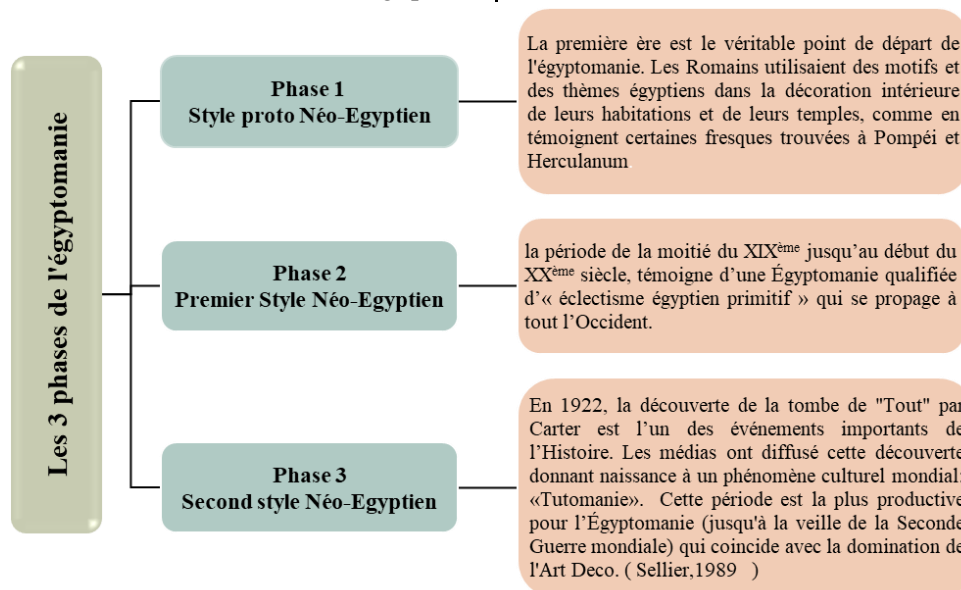 Les 3 phases de l'égyptomanie
Phase 1
Style proto Néo-Egyptien
La première ère est le véritable point de départ de
l'égyptomanie. Les Romains utilisaient des motifs et
des thèmes égyptiens dans la décoration intérieure
de leurs habitations et de leurs temples, comme en
témoignent certaines fresques trouvées à Pompéi et
Herculanum.
Phase 2
Premier Style Néo-Egyptien
la période de la moitié du XIXème jusqu'au début du
XXème siècle, témoigne d'une Égyptomanie qualifiée
d'« éclectisme égyptien primitif » qui se propage à
tout l'Occident.
Phase 3
Second style Néo-Egyptien
En 1922, la découverte de la tombe de "Tout" par
Carter est l'un des événements importants de
l'Histoire. Les médias ont diffusé cette découverte
donnant naissance à un phénomène culturel mondial:
«Tutomanie». Cette période est la plus productive
pour l'Égyptomanie (jusqu'à la veille de la Seconde
Guerre mondiale) qui coincide avec la domination de
l'Art Deco. ( Sellier,1989 )